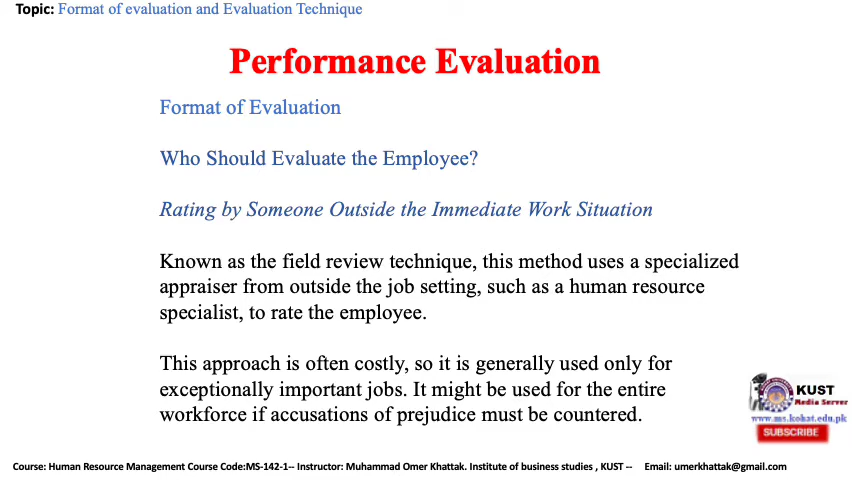 Topic: Format of evaluation and Evaluation Technique
Performance Evaluation
Format of Evaluation
Who Should Evaluate the Employee?
Rating by Someone Outside the Immediate Work Situation
Known as the field review technique, this method uses a specialized
appraiser from outside the job setting, such as a human resource
specialist, to rate the employee.
This approach is often costly, so it is generally used only for
exceptionally important jobs. It might be used for the entire
workforce if accusations of prejudice must be countered.
KUST
Media Server
www.ms.kohat.edu.pk
SUBSCRIBE
Course: Human Resource Management Course Code:MS-142-1-- Instructor: Muhammad Omer Khattak. Institute of business studies , KUST -- Email: umerkhattak@gmail.com